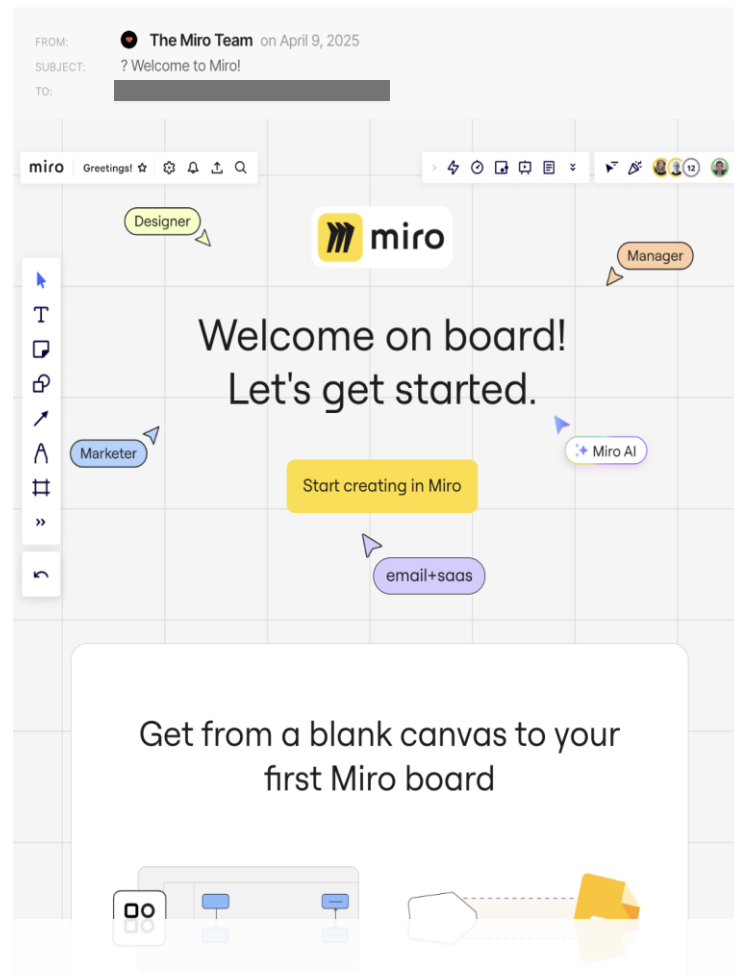 FROM: The Miro Team on April 9, 2025
SUBJECT: ? Welcome to Miro!
TO:
miro Greetings! 12
Designer
miro
Manager
Welcome on board!
Let's get started.
Marketer
Miro AI
Start creating in Miro
email+saas
Get from a blank canvas to your
first Miro board